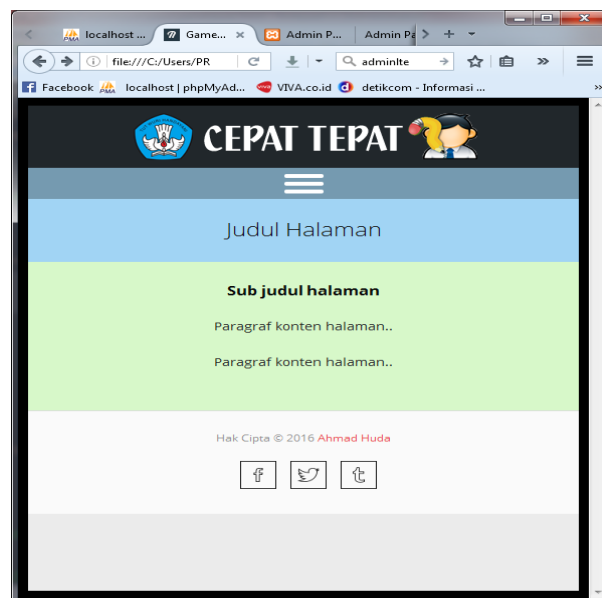 localhost ...
Game...
Admin P...
Admin Pa
file:///C:/Users/PR
adminlte
Facebook
localhost | phpMyAd...
VIVA.co.id
detikcom - Informasi ...
CEPAT TEPAT
Judul Halaman
Sub judul halaman
Paragraf konten halaman..
Paragraf konten halaman..
Hak Cipta © 2016 Ahmad Huda